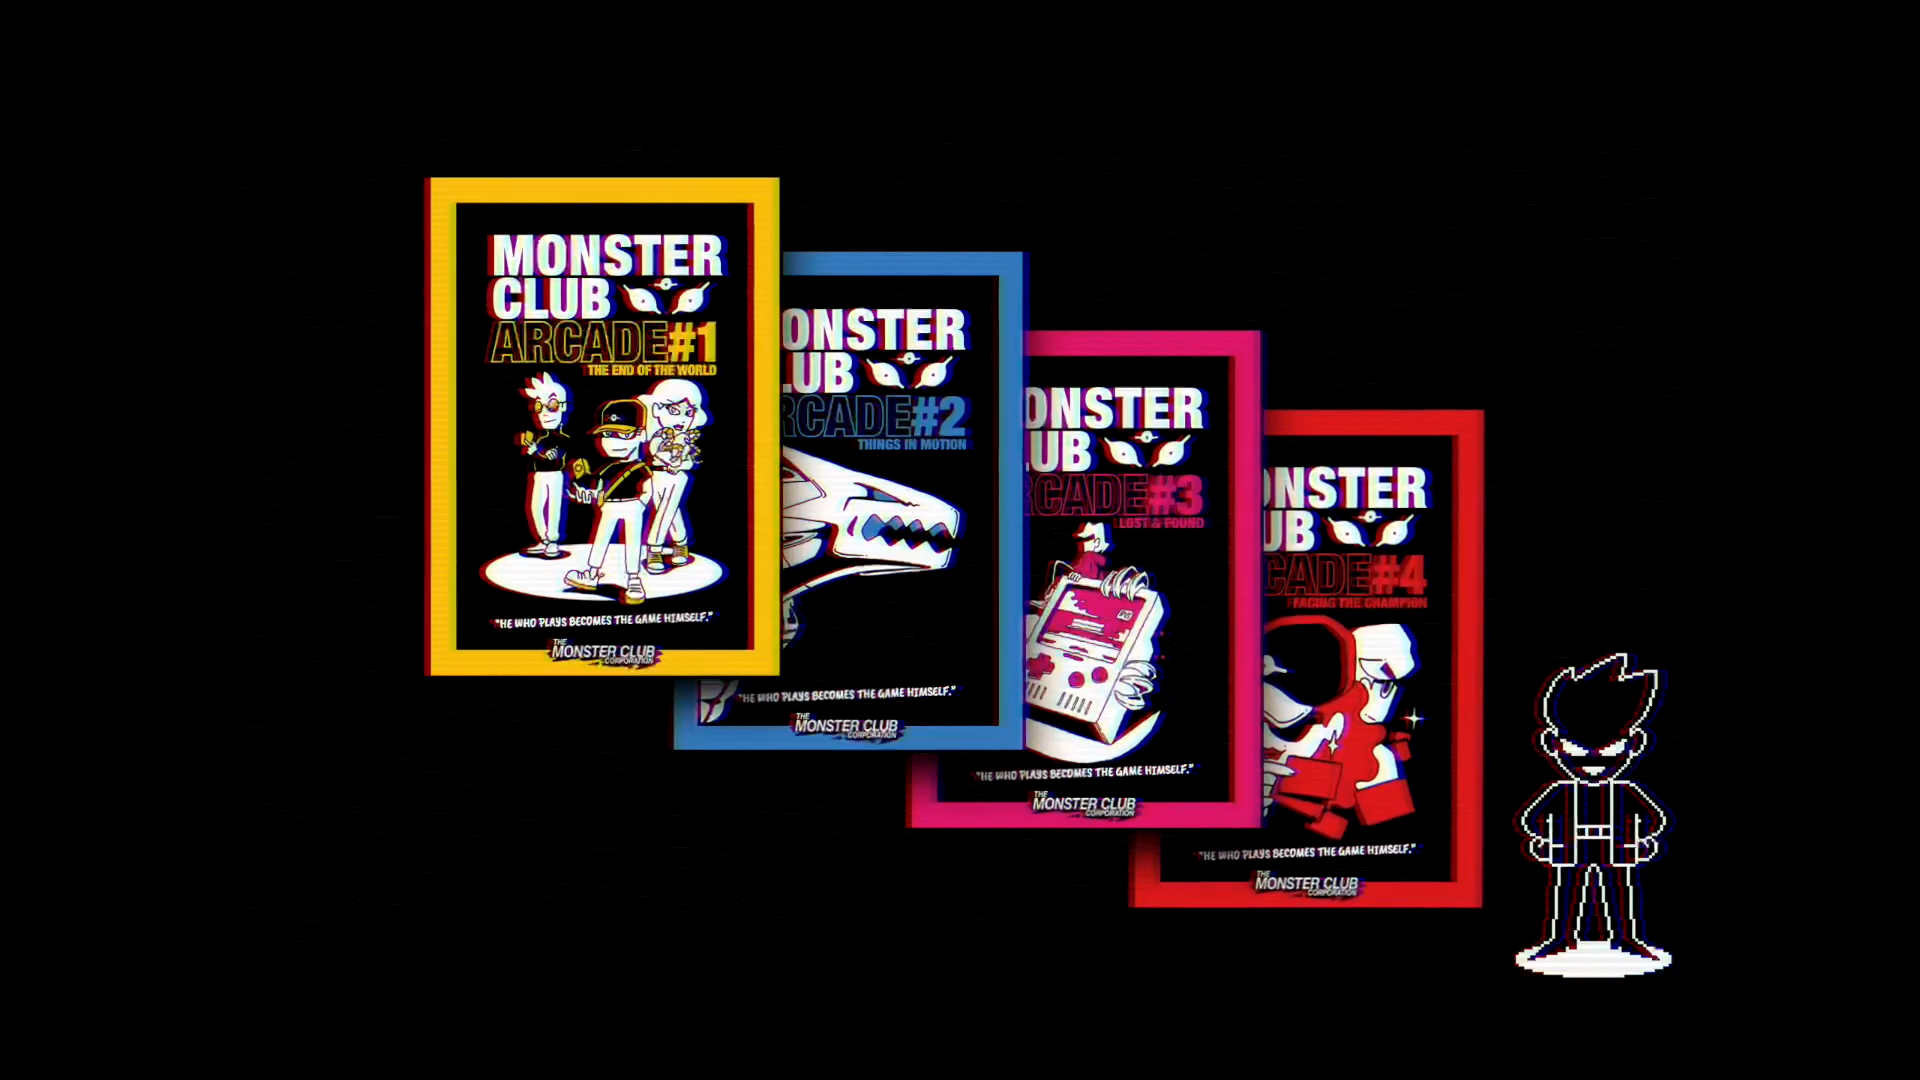 MONSTER
CLUB
ARCADE#1
THE END OF THE WORLD
"HE WHO PLAYS BECOMES THE GAME HIMSELF."
THE
MONSTER CLUB
CORPORATION
ONSTER
LUB
RCADE#2
THINGS IN MOTION
"HE WHO PLAYS BECOMES THE GAME HIMSELF."
THE
MONSTER CLUB
CORPORATION
ONSTER
LUB
RCADE#3
LOST & FOUND
"HE WHO PLAYS BECOMES THE GAME HIMSELF."
THE
MONSTER CLUB
CORPORATION
ONSTER
UB
CADE#4
FACING THE CHAMPION
"HE WHO PLAYS BECOMES THE GAME HIMSELF."
THE
MONSTER CLUB
CORPORATION